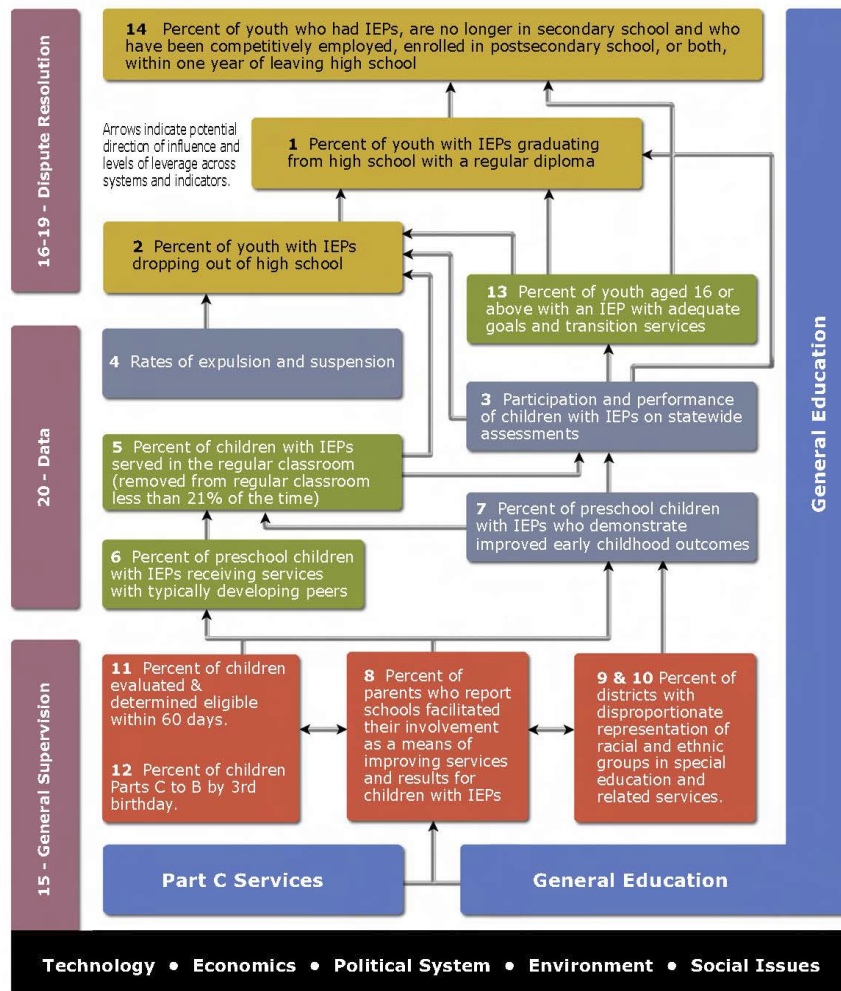 14 Percent of youth who had IEPs, are no longer in secondary school and who
have been competitively employed, enrolled in postsecondary school, or both,
within one year of leaving high school
Arrows indicate potential
direction of influence and
levels of leverage across
systems and indicators.
1 Percent of youth with IEPs graduating
from high school with a regular diploma
2 Percent of youth with IEPs
dropping out of high school
13 Percent of youth aged 16 or
above with an IEP with adequate
goals and transition services
4 Rates of expulsion and suspension
3 Participation and performance
of children with IEPs on statewide
assessments
5 Percent of children with IEPs
served in the regular classroom
(removed from regular classroom
less than 21% of the time)
7 Percent of preschool children
with IEPs who demonstrate
improved early childhood outcomes
6 Percent of preschool children
with IEPs receiving services
with typically developing peers
11 Percent of children
evaluated &
determined eligible
within 60 days.
12 Percent of children
Parts C to B by 3rd
birthday.
8 Percent of
parents who report
schools facilitated
their involvement
as a means of
improving services
and results for
children with IEPs
9 & 10 Percent of
districts with
disproportionate
representation of
racial and ethnic
groups in special
education and
related services.
Part C Services
General Education
16-19 - Dispute Resolution
20 - Data
15 - General Supervision
General Education
Technology • Economics • Political System • Environment • Social Issues